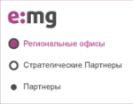 e:mg
Региональные офисы
Стратегические Партнеры
Партнеры